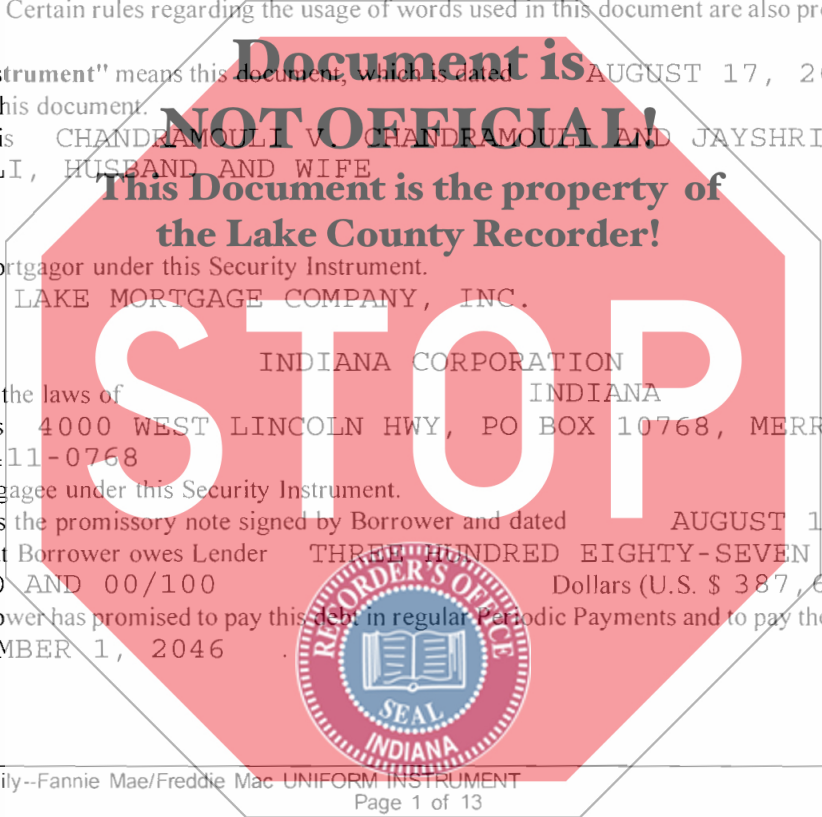 Certain rules regarding the usage of words used in this document are also pr
Document is
trument" means this document, which is dated AUGUST 17, 2
his document.
NOT OFFICIAL!
is CHANDRAMOULI V. CHANDRAMOULI AND JAYSHRI
LI, HUSBAND AND WIFE
This Document is the property of
the Lake County Recorder!
rtgagor under this Security Instrument.
LAKE MORTGAGE COMPANY, INC.
STOP
INDIANA CORPORATION
the laws of INDIANA
s 4000 WEST LINCOLN HWY, PO BOX 10768, MERR
11-0768
gagee under this Security Instrument.
s the promissory note signed by Borrower and dated AUGUST 1
t Borrower owes Lender THREE HUNDRED EIGHTY-SEVEN
AND 00/100 Dollars (U.S. $ 387,6
wer has promised to pay this debt in regular Periodic Payments and to pay the
MBER 1, 2046 .
RECORDER'S OFFICE
SEAL
INDIANA
ily--Fannie Mae/Freddie Mac UNIFORM INSTRUMENT
Page 1 of 13